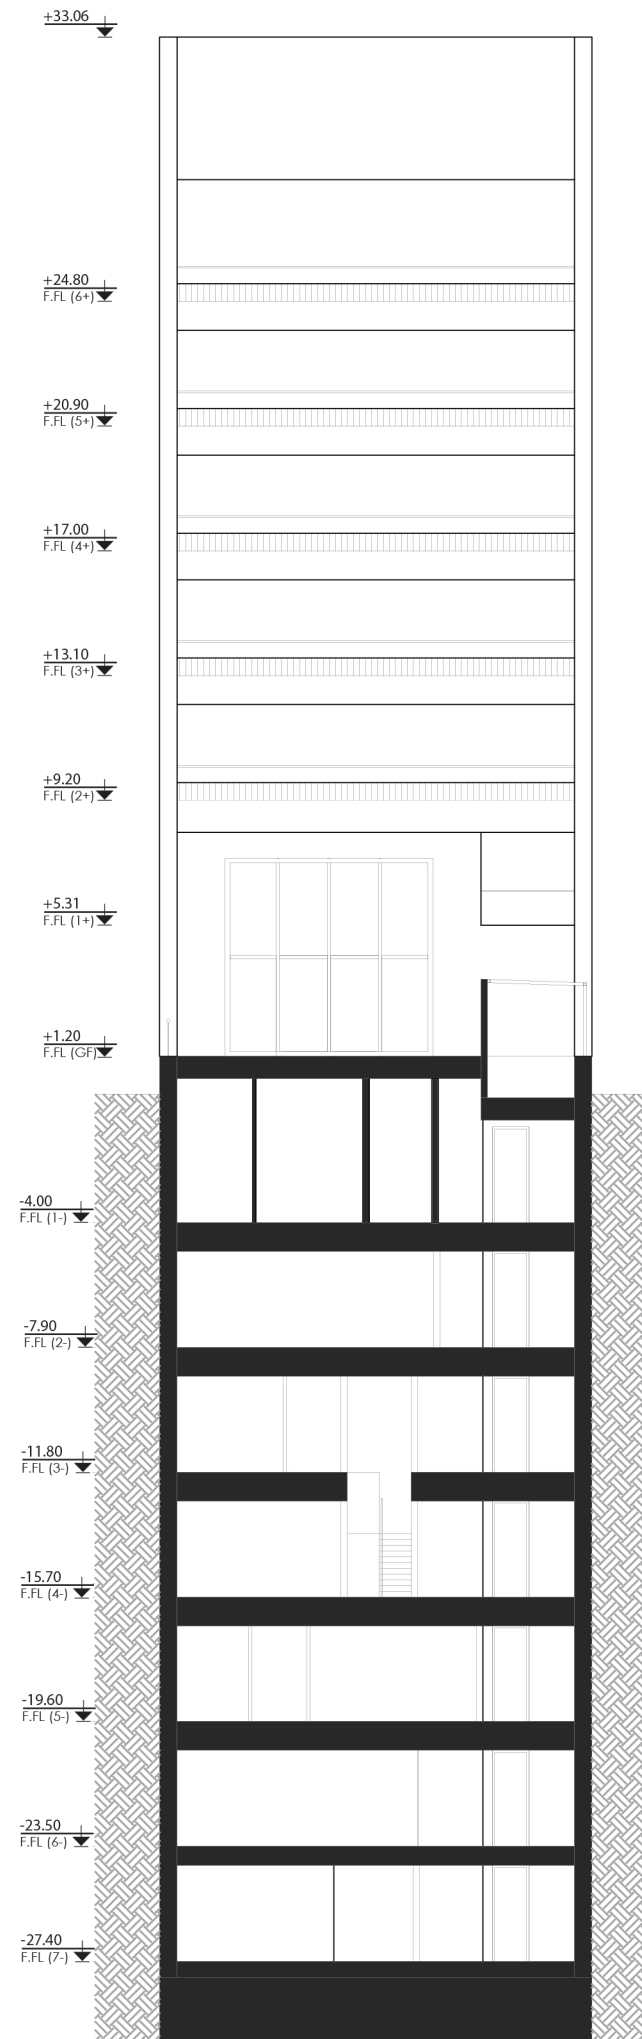 +33.06
+24.80
F.FL (6+)
+20.90
F.FL (5+)
+17.00
F.FL (4+)
+13.10
F.FL (3+)
+9.20
F.FL (2+)
+5.31
F.FL (1+)
+1.20
F.FL (GF)
-4.00
F.FL (1-)
-7.90
F.FL (2-)
-11.80
F.FL (3-)
-15.70
F.FL (4-)
-19.60
F.FL (5-)
-23.50
F.FL (6-)
-27.40
F.FL (7-)